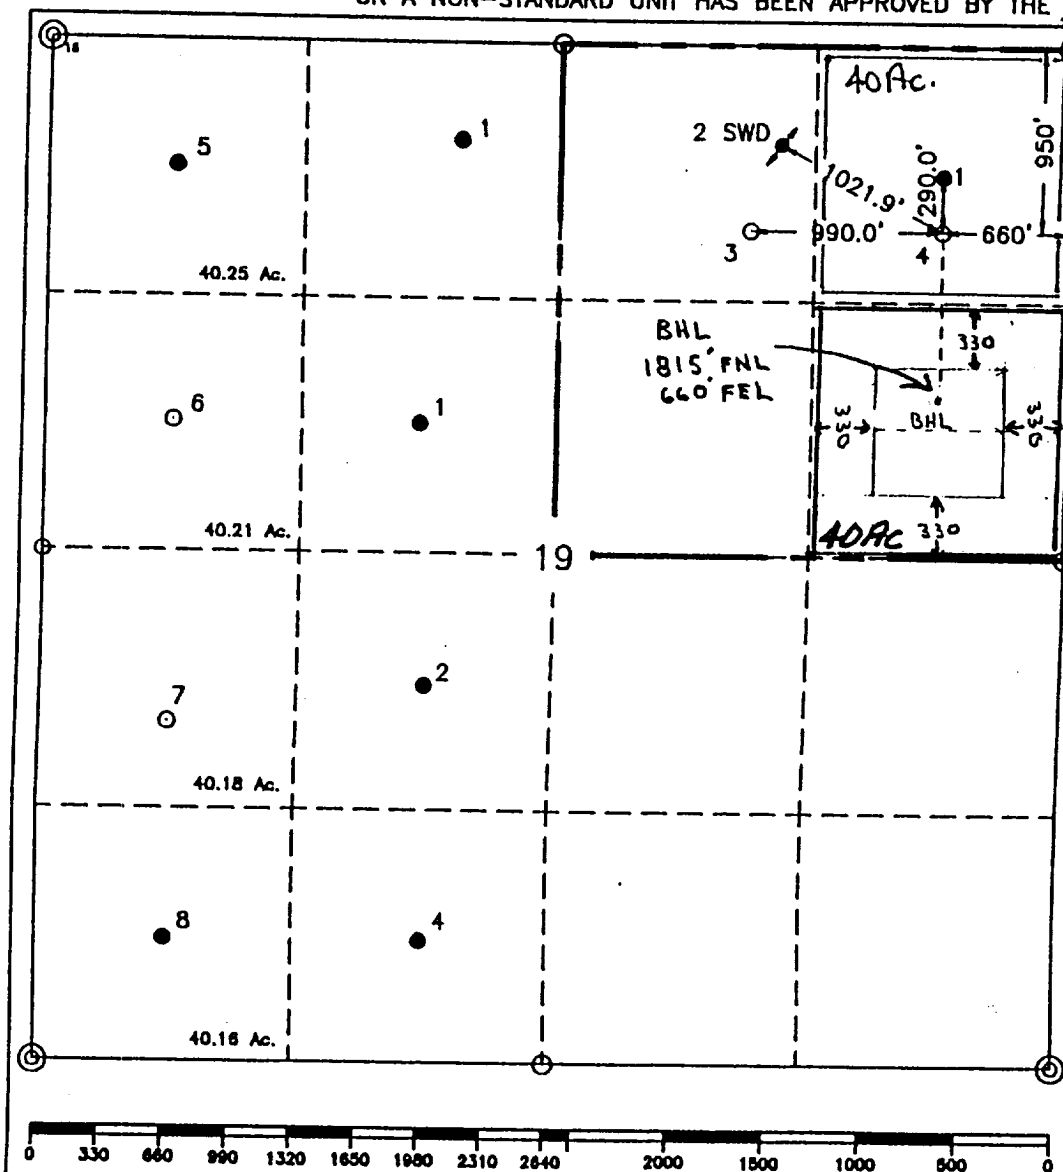 OR A NON-STANDARD UNIT HAS BEEN APPROVED BY THE
18
40Ac.
950'
5
1
2 SWD
1021.9'
290.0'
1
3
990.0'
4
660'
40.25 Ac.
BHL
1815' FNL
660' FEL
330
330
BHL
330
330
40Ac
6
1
40.21 Ac.
19
2
7
40.18 Ac.
8
4
40.16 Ac.
0 330 660 990 1320 1650 1980 2310 2640 2000 1500 1000 500 0